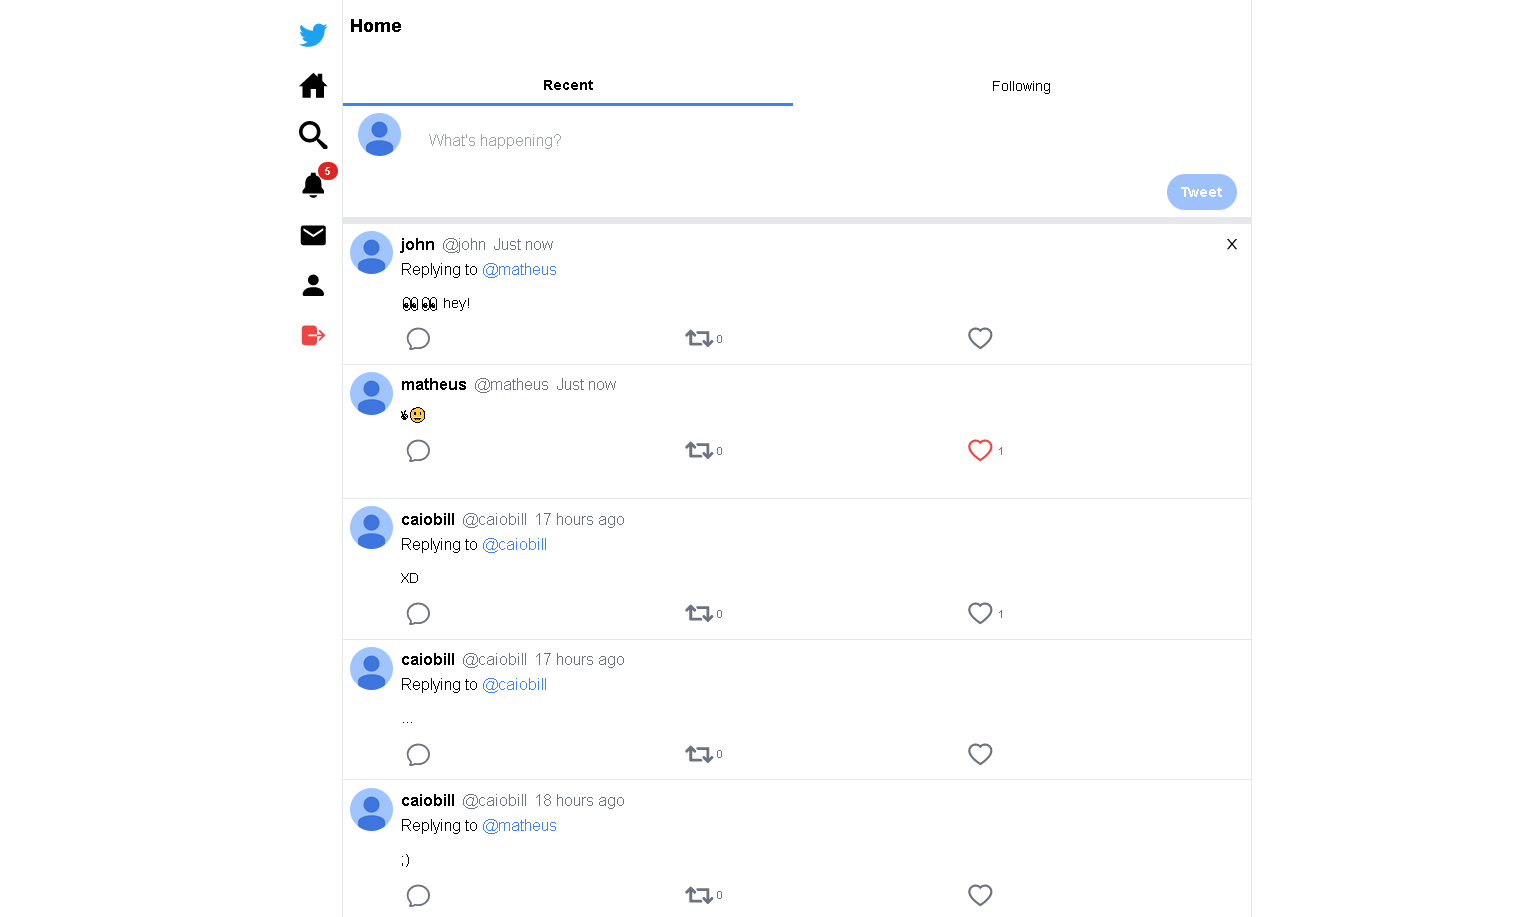 Home
Recent
Following
What's happening?
5
Tweet
john @john Just now
X
Replying to @matheus
👀👀 hey!
0
matheus @matheus Just now
0
1
caiobill @caiobill 17 hours ago
Replying to @caiobill
XD
0
1
caiobill @caiobill 17 hours ago
Replying to @caiobill
...
0
caiobill @caiobill 18 hours ago
Replying to @matheus
;)
0